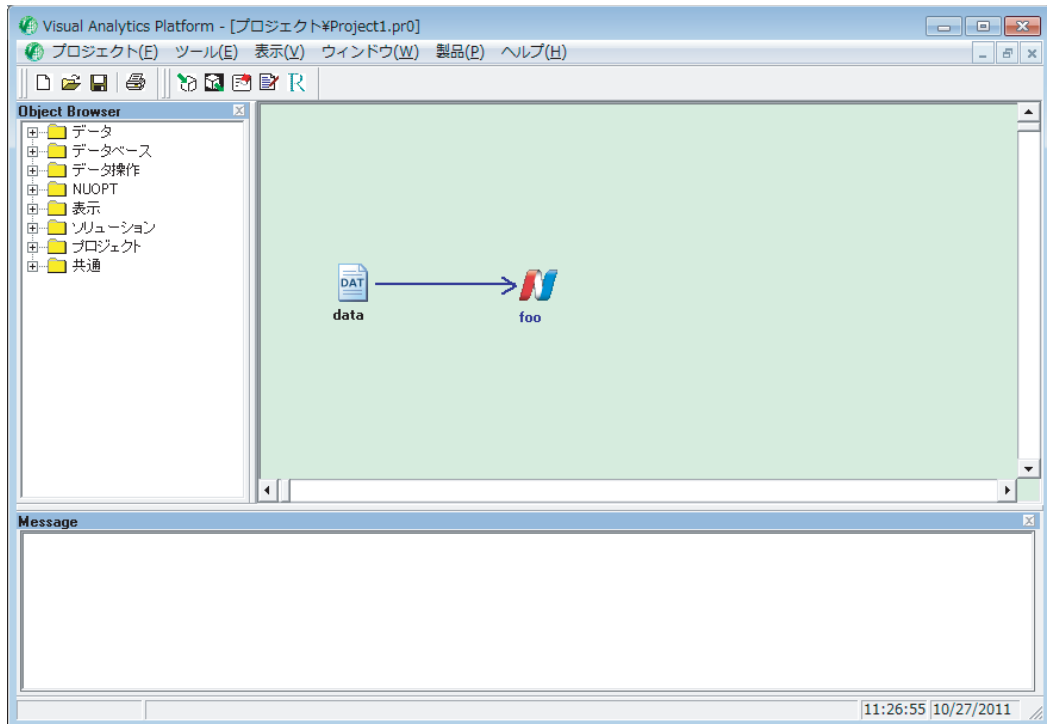 Visual Analytics Platform - [プロジェクト¥Project1.pr0]
プロジェクト(F) ツール(E) 表示(V) ウィンドウ(W) 製品(P) ヘルプ(H)
R
Object Browser
データ
データベース
データ操作
NUOPT
表示
ソリューション
プロジェクト
共通
DAT
data
foo
Message
11:26:55 10/27/2011